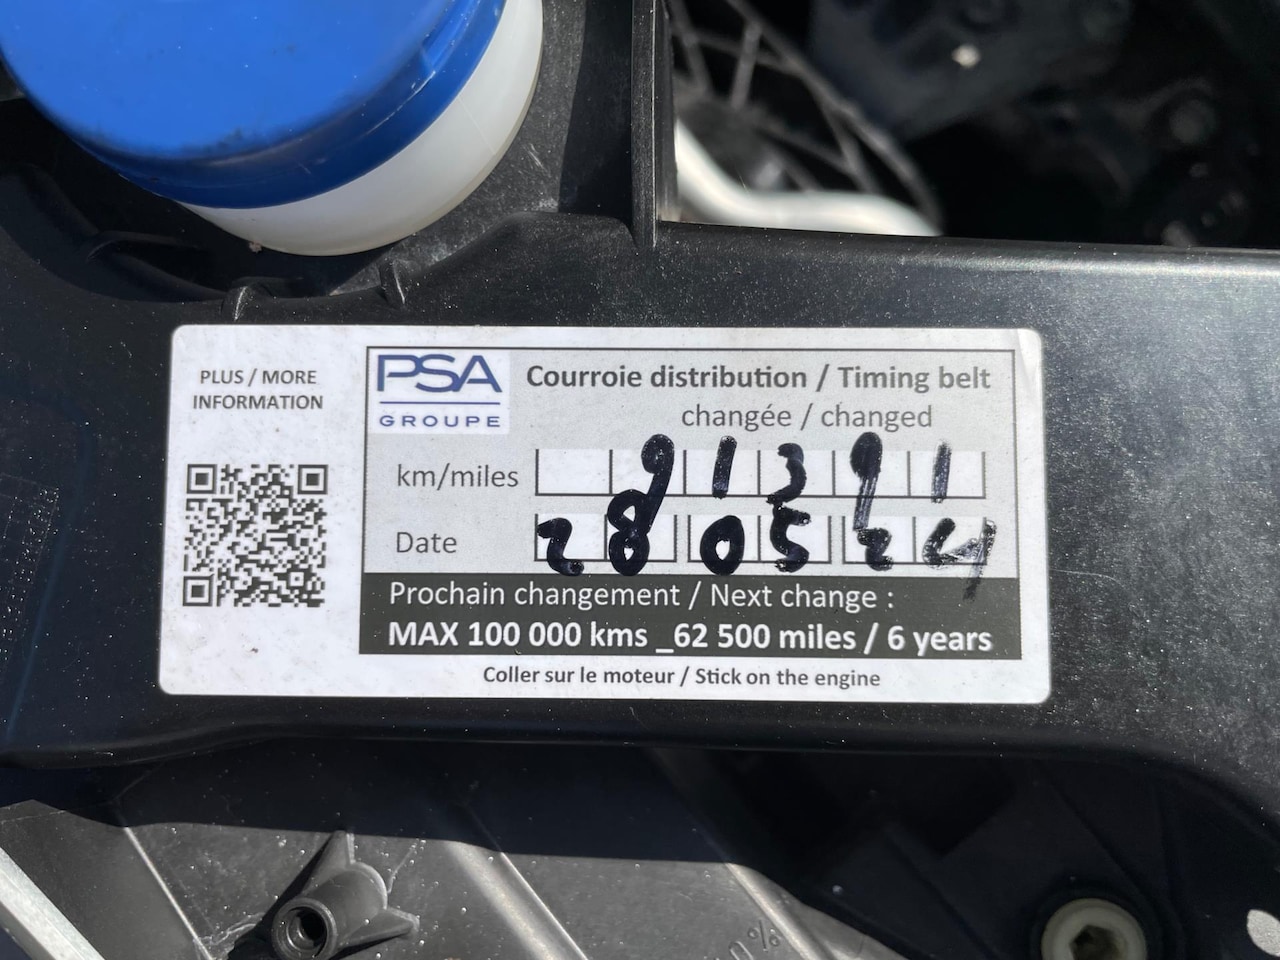 PLUS / MORE
INFORMATION
PSA
GROUPE
Courroie distribution / Timing belt
changée / changed
km/miles 91391
Date 28 05 24
Prochain changement / Next change :
MAX 100 000 kms _62 500 miles / 6 years
Coller sur le moteur / Stick on the engine